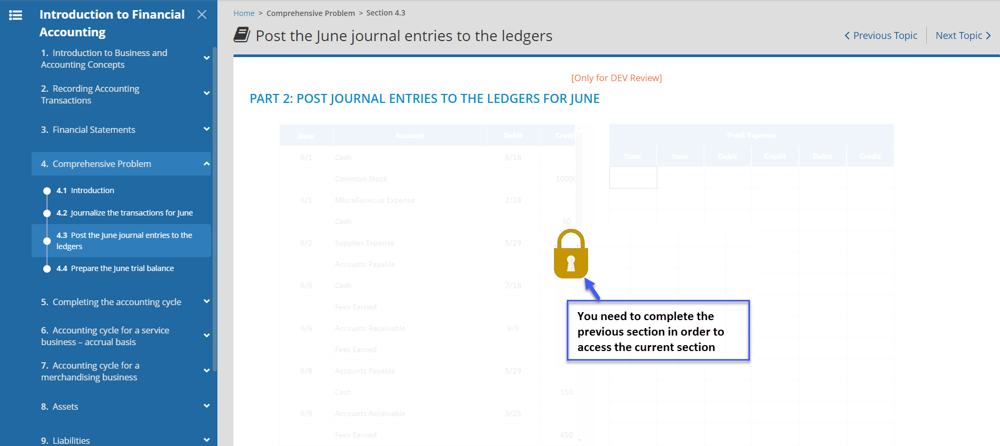 Introduction to Financial
Accounting
1. Introduction to Business and
Accounting Concepts
2. Recording Accounting
Transactions
3. Financial Statements
4. Comprehensive Problem
4.1 Introduction
4.2 Journalize the transactions for June
4.3 Post the June journal entries to the
ledgers
4.4 Prepare the June trial balance
5. Completing the accounting cycle
6. Accounting cycle for a service
business – accrual basis
7. Accounting cycle for a
merchandising business
8. Assets
9. Liabilities
Home > Comprehensive Problem > Section 4.3
Post the June journal entries to the ledgers
Previous Topic
Next Topic
[Only for DEV Review]
PART 2: POST JOURNAL ENTRIES TO THE LEDGERS FOR JUNE
Date Account Debit Credit
6/1 Cash 5/18
Common Stock 10000
6/1 Miscellaneous Expense 2/18
Cash 50
6/2 Supplies Expense 5/29
Accounts Payable
6/5 Cash 7/18
Fees Earned
6/6 Accounts Receivable 9/6
Fees Earned
6/8 Accounts Payable 5/29
Cash 150
6/9 Accounts Receivable 3/25
Fees Earned 450
Truck Expense
Date Item Debit Credit Debit Credit
You need to complete the
previous section in order to
access the current section